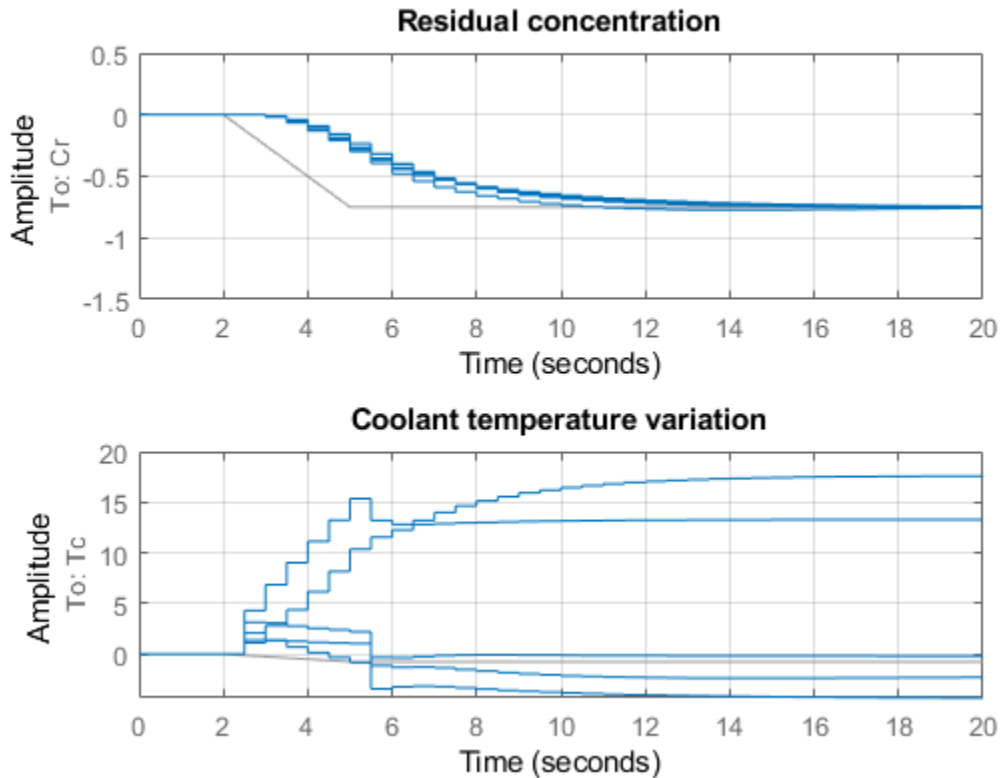 Residual concentration
Amplitude
To: Cr
0.5
0
-0.5
-1
-1.5
0 2 4 6 8 10 12 14 16 18 20
Time (seconds)
Coolant temperature variation
Amplitude
To: Tc
20
15
10
5
0
0 2 4 6 8 10 12 14 16 18 20
Time (seconds)